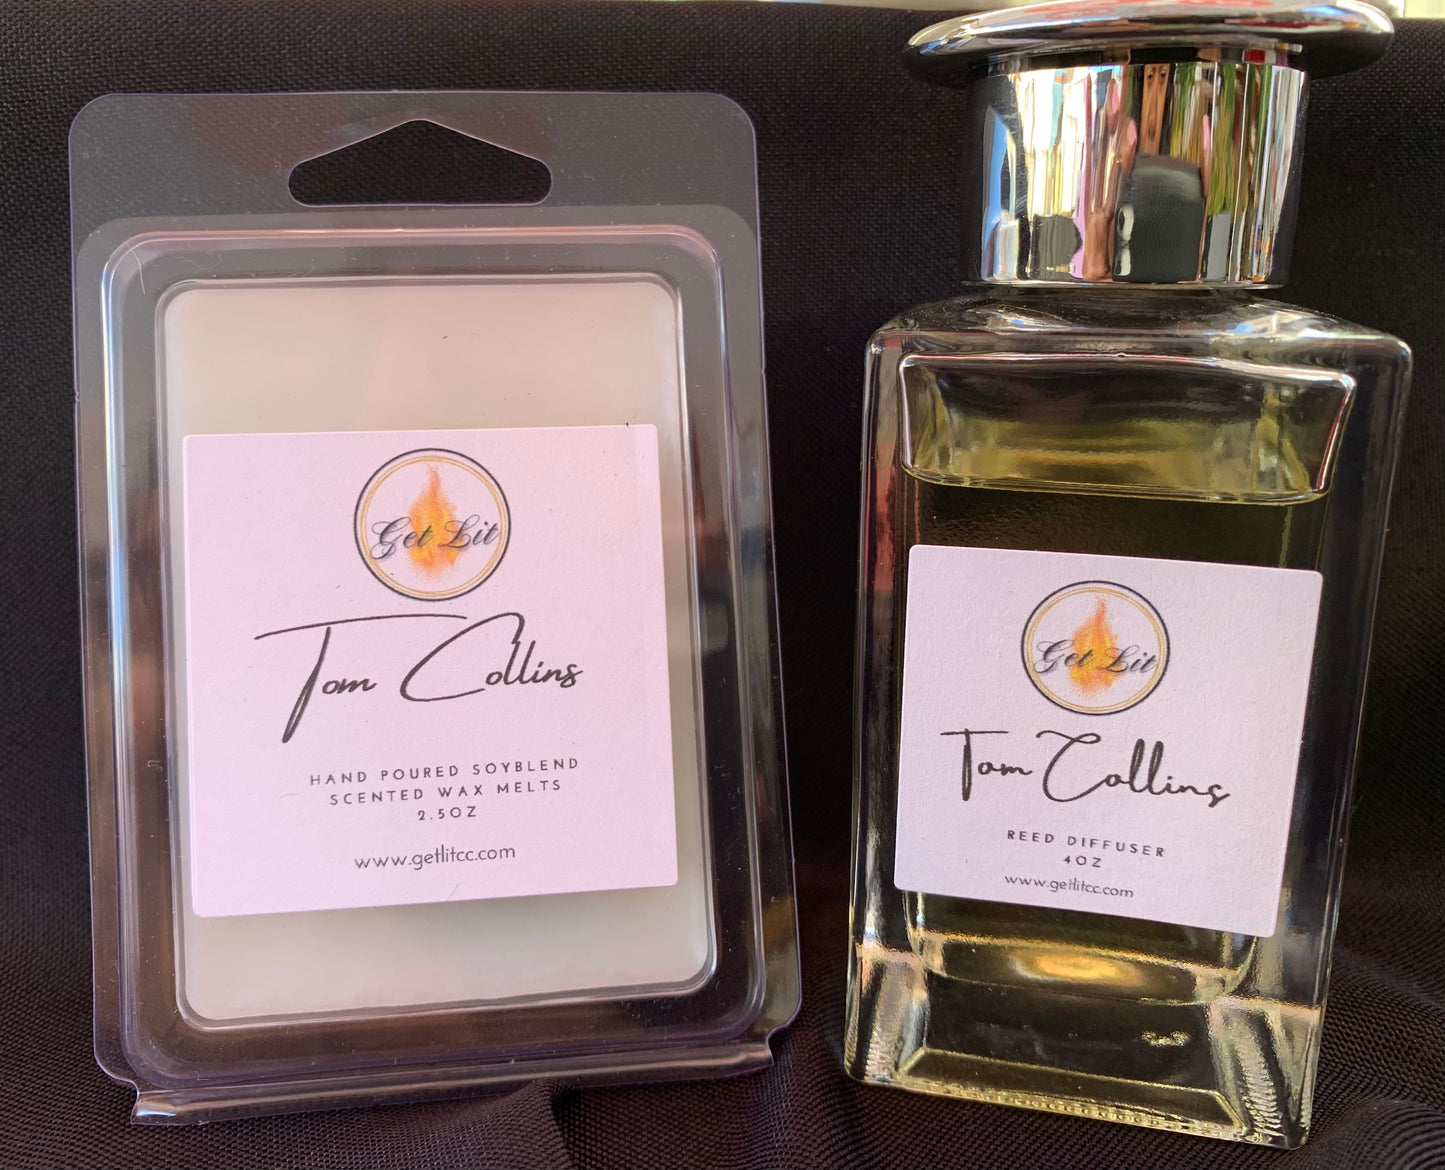 Get Lit
Tom Collins
HAND POURED SOYBLEND
SCENTED WAX MELTS
2.5OZ
www.getlitcc.com
Get Lit
Tom Collins
REED DIFFUSER
4OZ
www.getlitcc.com